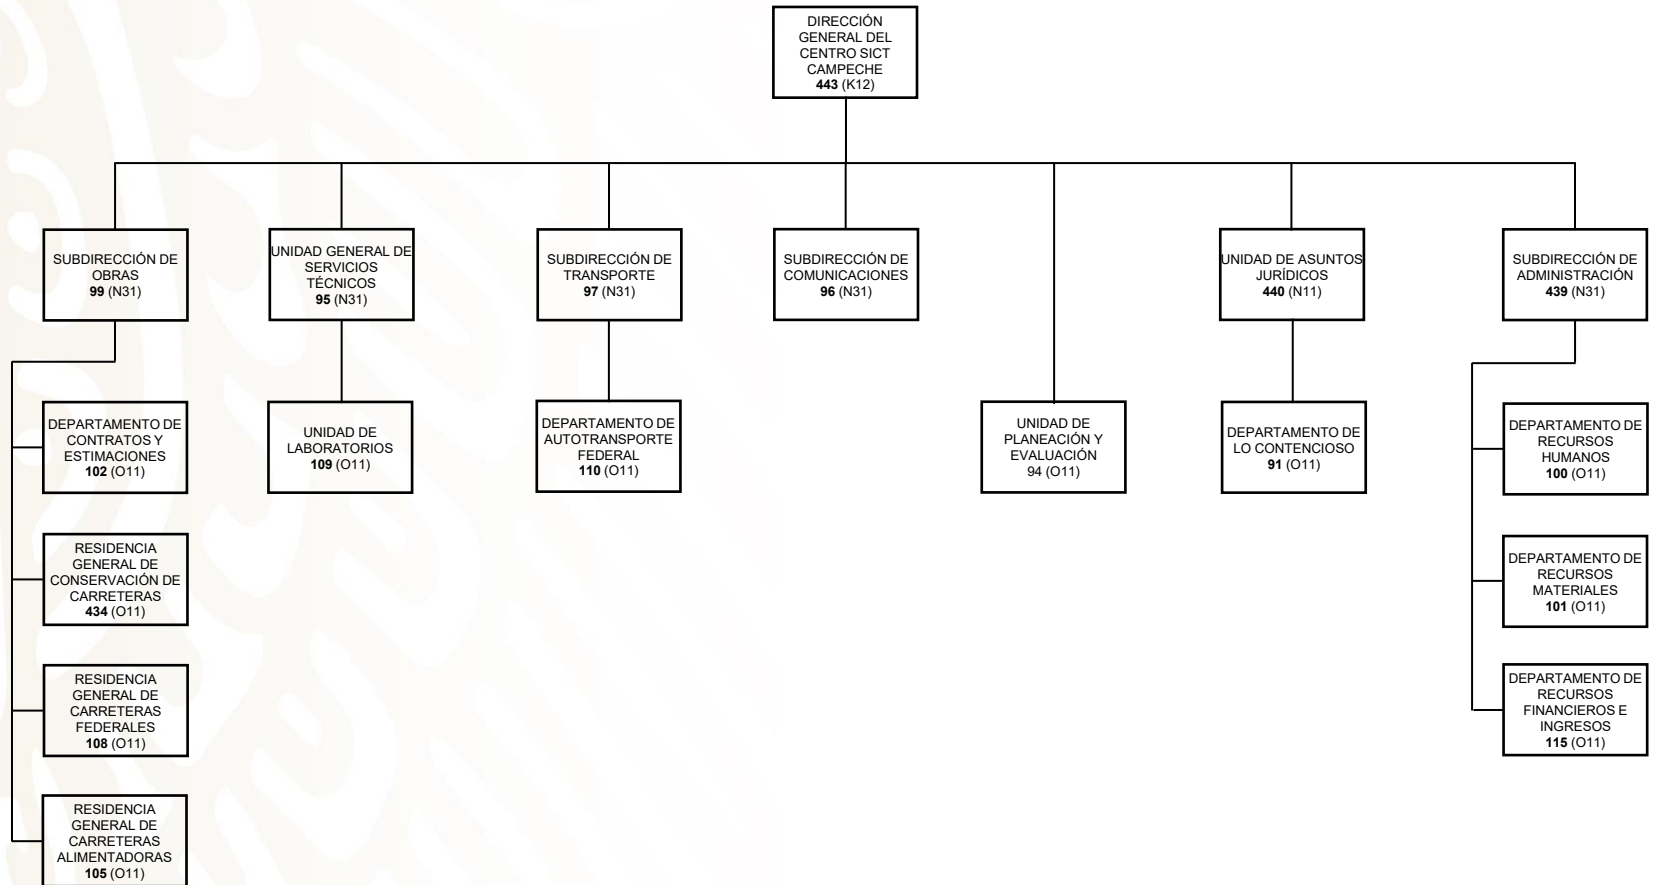 DIRECCIÓN
GENERAL DEL
CENTRO SICT
CAMPECHE
443 (K12)
SUBDIRECCIÓN DE
OBRAS
99 (N31)
UNIDAD GENERAL DE
SERVICIOS
TÉCNICOS
95 (N31)
SUBDIRECCIÓN DE
TRANSPORTE
97 (N31)
SUBDIRECCIÓN DE
COMUNICACIONES
96 (N31)
UNIDAD DE ASUNTOS
JURÍDICOS
440 (N11)
SUBDIRECCIÓN DE
ADMINISTRACIÓN
439 (N31)
DEPARTAMENTO DE
CONTRATOS Y
ESTIMACIONES
102 (O11)
UNIDAD DE
LABORATORIOS
109 (O11)
DEPARTAMENTO DE
AUTOTRANSPORTE
FEDERAL
110 (O11)
UNIDAD DE
PLANEACIÓN Y
EVALUACIÓN
94 (O11)
DEPARTAMENTO DE
LO CONTENCIOSO
91 (O11)
DEPARTAMENTO DE
RECURSOS
HUMANOS
100 (O11)
RESIDENCIA
GENERAL DE
CONSERVACIÓN DE
CARRETERAS
434 (O11)
DEPARTAMENTO DE
RECURSOS
MATERIALES
101 (O11)
RESIDENCIA
GENERAL DE
CARRETERAS
FEDERALES
108 (O11)
DEPARTAMENTO DE
RECURSOS
FINANCIEROS E
INGRESOS
115 (O11)
RESIDENCIA
GENERAL DE
CARRETERAS
ALIMENTADORAS
105 (O11)